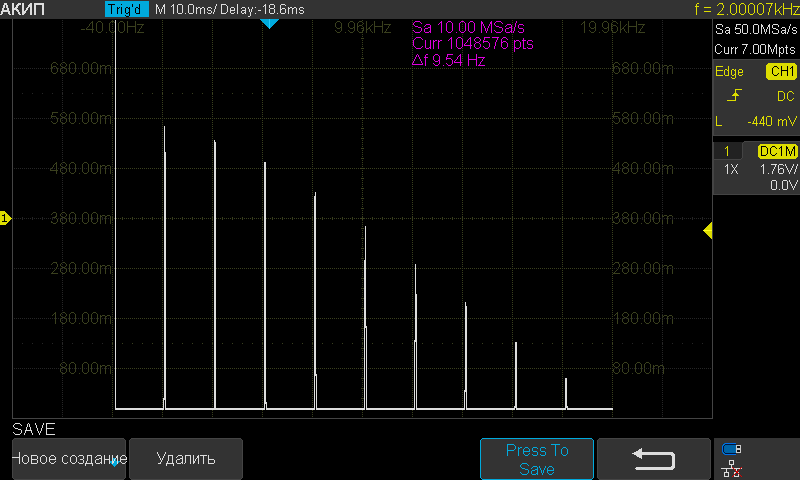 АКИП Trig'd M 10.0ms/ Delay:-18.6ms f = 2.00007kHz
-40.00Hz 9.96kHz 19.96kHz
Sa 10.00 MSa/s
Curr 1048576 pts
Δf 9.54 Hz
Sa 50.0MSa/s
Curr 7.00Mpts
Edge CH1
DC
L -440 mV
1 DC1M
1X 1.76V/
0.0V
680.00m 680.00m
580.00m 580.00m
480.00m 480.00m
380.00m 380.00m
280.00m 280.00m
180.00m 180.00m
80.00m 80.00m
1
SAVE
Новое создание Удалить Press To
Save